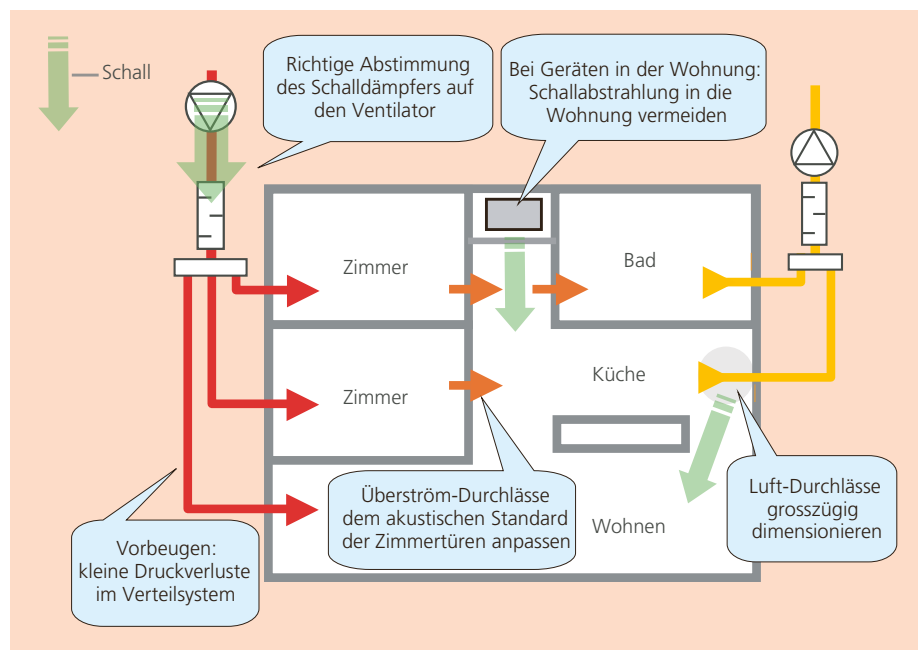 Schall
Richtige Abstimmung
des Schalldämpfers auf
den Ventilator
Bei Geräten in der Wohnung:
Schallabstrahlung in die
Wohnung vermeiden
Zimmer
Bad
Zimmer
Küche
Überström-Durchlässe
dem akustischen Standard
der Zimmertüren anpassen
Wohnen
Luft-Durchlässe
grosszügig
dimensionieren
Vorbeugen:
kleine Druckverluste
im Verteilsystem